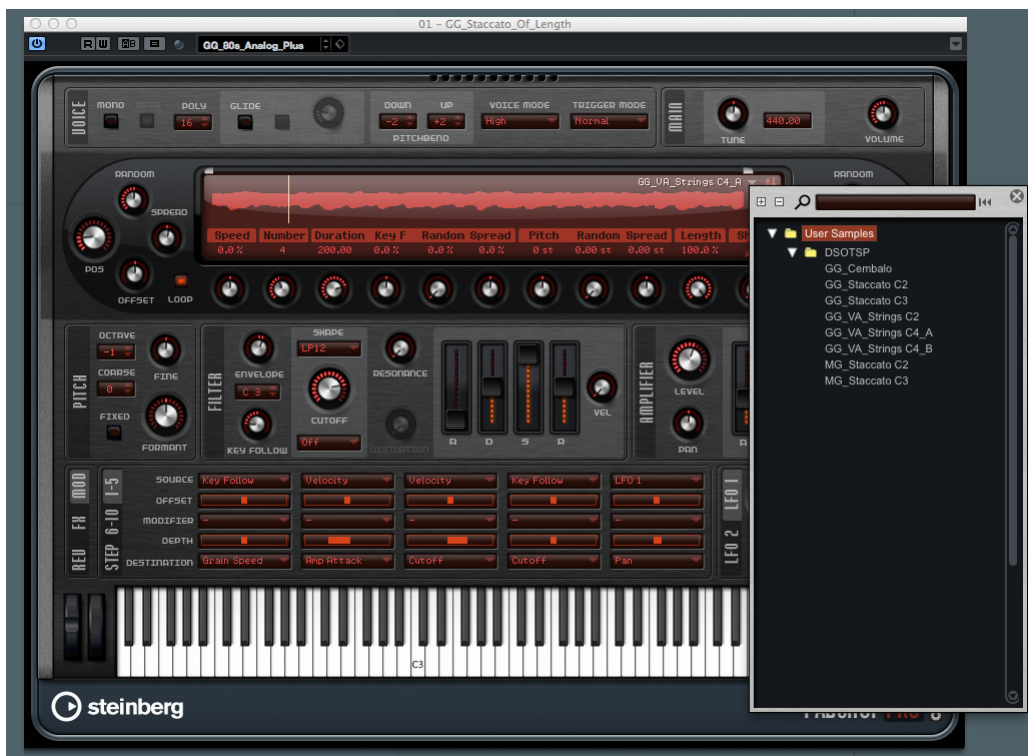 01 - GG_Staccato_Of_Length
R W A B GG_80s_Analog_Plus
VOICE MONO POLY GLIDE DOWN UP VOICE MODE TRIGGER MODE MAIN
16 -2 +2 High Normal 440.00
PITCHBEND TUNE VOLUME
RANDOM GG_VA_Strings C4_A RANDOM
SPREAD
Speed Number Duration Key F Random Spread Pitch Random Spread Length
0.0 % 4 200.00 0.0 % 0.0 % 0.0 % 0 st 0.00 st 0.00 st 100.0 %
POS
OFFSET LOOP
User Samples
DSOTSP
GG_Cembalo
GG_Staccato C2
GG_Staccato C3
GG_VA_Strings C2
GG_VA_Strings C4_A
GG_VA_Strings C4_B
MG_Staccato C2
MG_Staccato C3
PITCH OCTAVE FILTER SHAPE AMPLIFIER
-1 LP12
COARSE FINE ENVELOPE RESONANCE
0 C 3 LEVEL
FIXED CUTOFF VEL
Off
FORMANT KEY FOLLOW DISTORTION A D S R PAN A
MOD 1-5 SOURCE Key Follow Velocity Velocity Key Follow LFO 1 LFO 1
OFFSET
FX 6-10 MODIFIER - - - - -
DEPTH
REV STEP DESTINATION Grain Speed Amp Attack Cutoff Cutoff Pan LFO 2
C3
steinberg
PADSHOP PRO